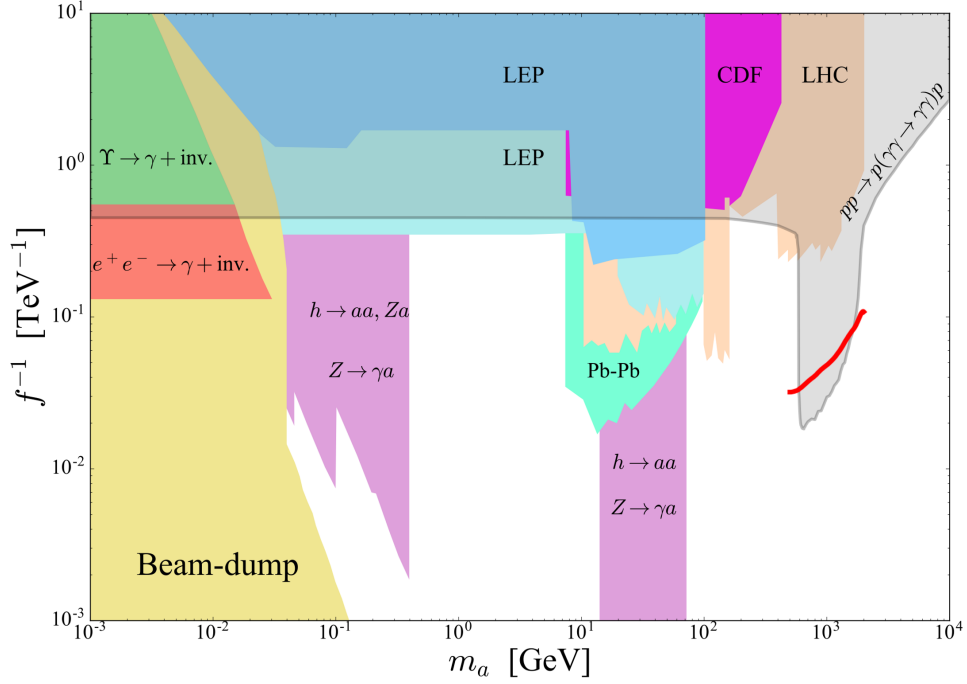 10¹
10⁰
10⁻¹
10⁻²
10⁻³
f⁻¹ [TeV⁻¹]
LEP
CDF
LHC
LEP
Υ → γ + inv.
pp → p(γγ → γγ)p
e⁺e⁻ → γ + inv.
h → aa, Za
Z → γa
Pb-Pb
h → aa
Z → γa
Beam-dump
10⁻³ 10⁻² 10⁻¹ 10⁰ 10¹ 10² 10³ 10⁴
mₐ [GeV]